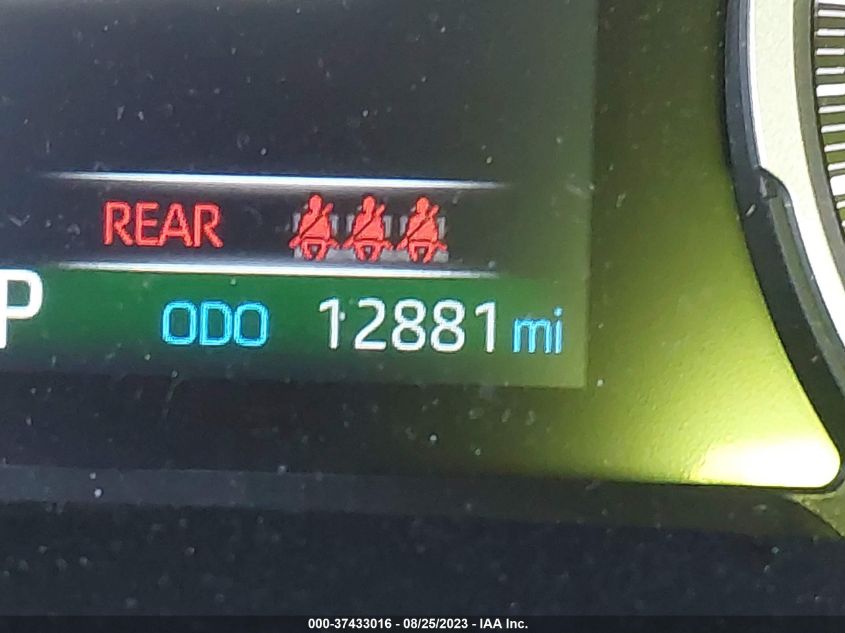 REAR
P ODO 12881 mi
000-37433016 - 08/25/2023 - IAA Inc.